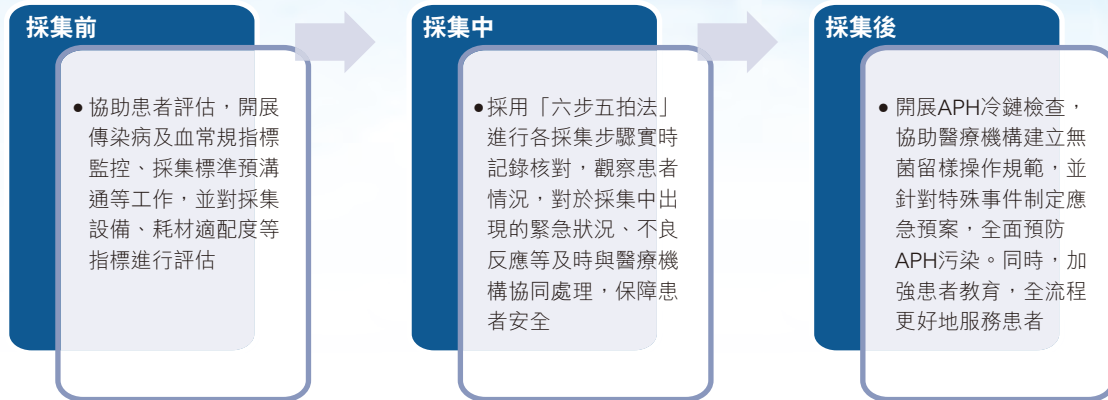 採集前
• 協助患者評估，開展
傳染病及血常規指標
監控、採集標準預溝
通等工作，並對採集
設備、耗材適配度等
指標進行評估
採集中
• 採用「六步五拍法」
進行各採集步驟實時
記錄核對，觀察患者
情況，對於採集中出
現的緊急狀況、不良
反應等及時與醫療機
構協同處理，保障患
者安全
採集後
• 開展APH冷鏈檢查，
協助醫療機構建立無
菌留樣操作規範，並
針對特殊事件制定應
急預案，全面預防
APH污染。同時，加
強患者教育，全流程
更好地服務患者